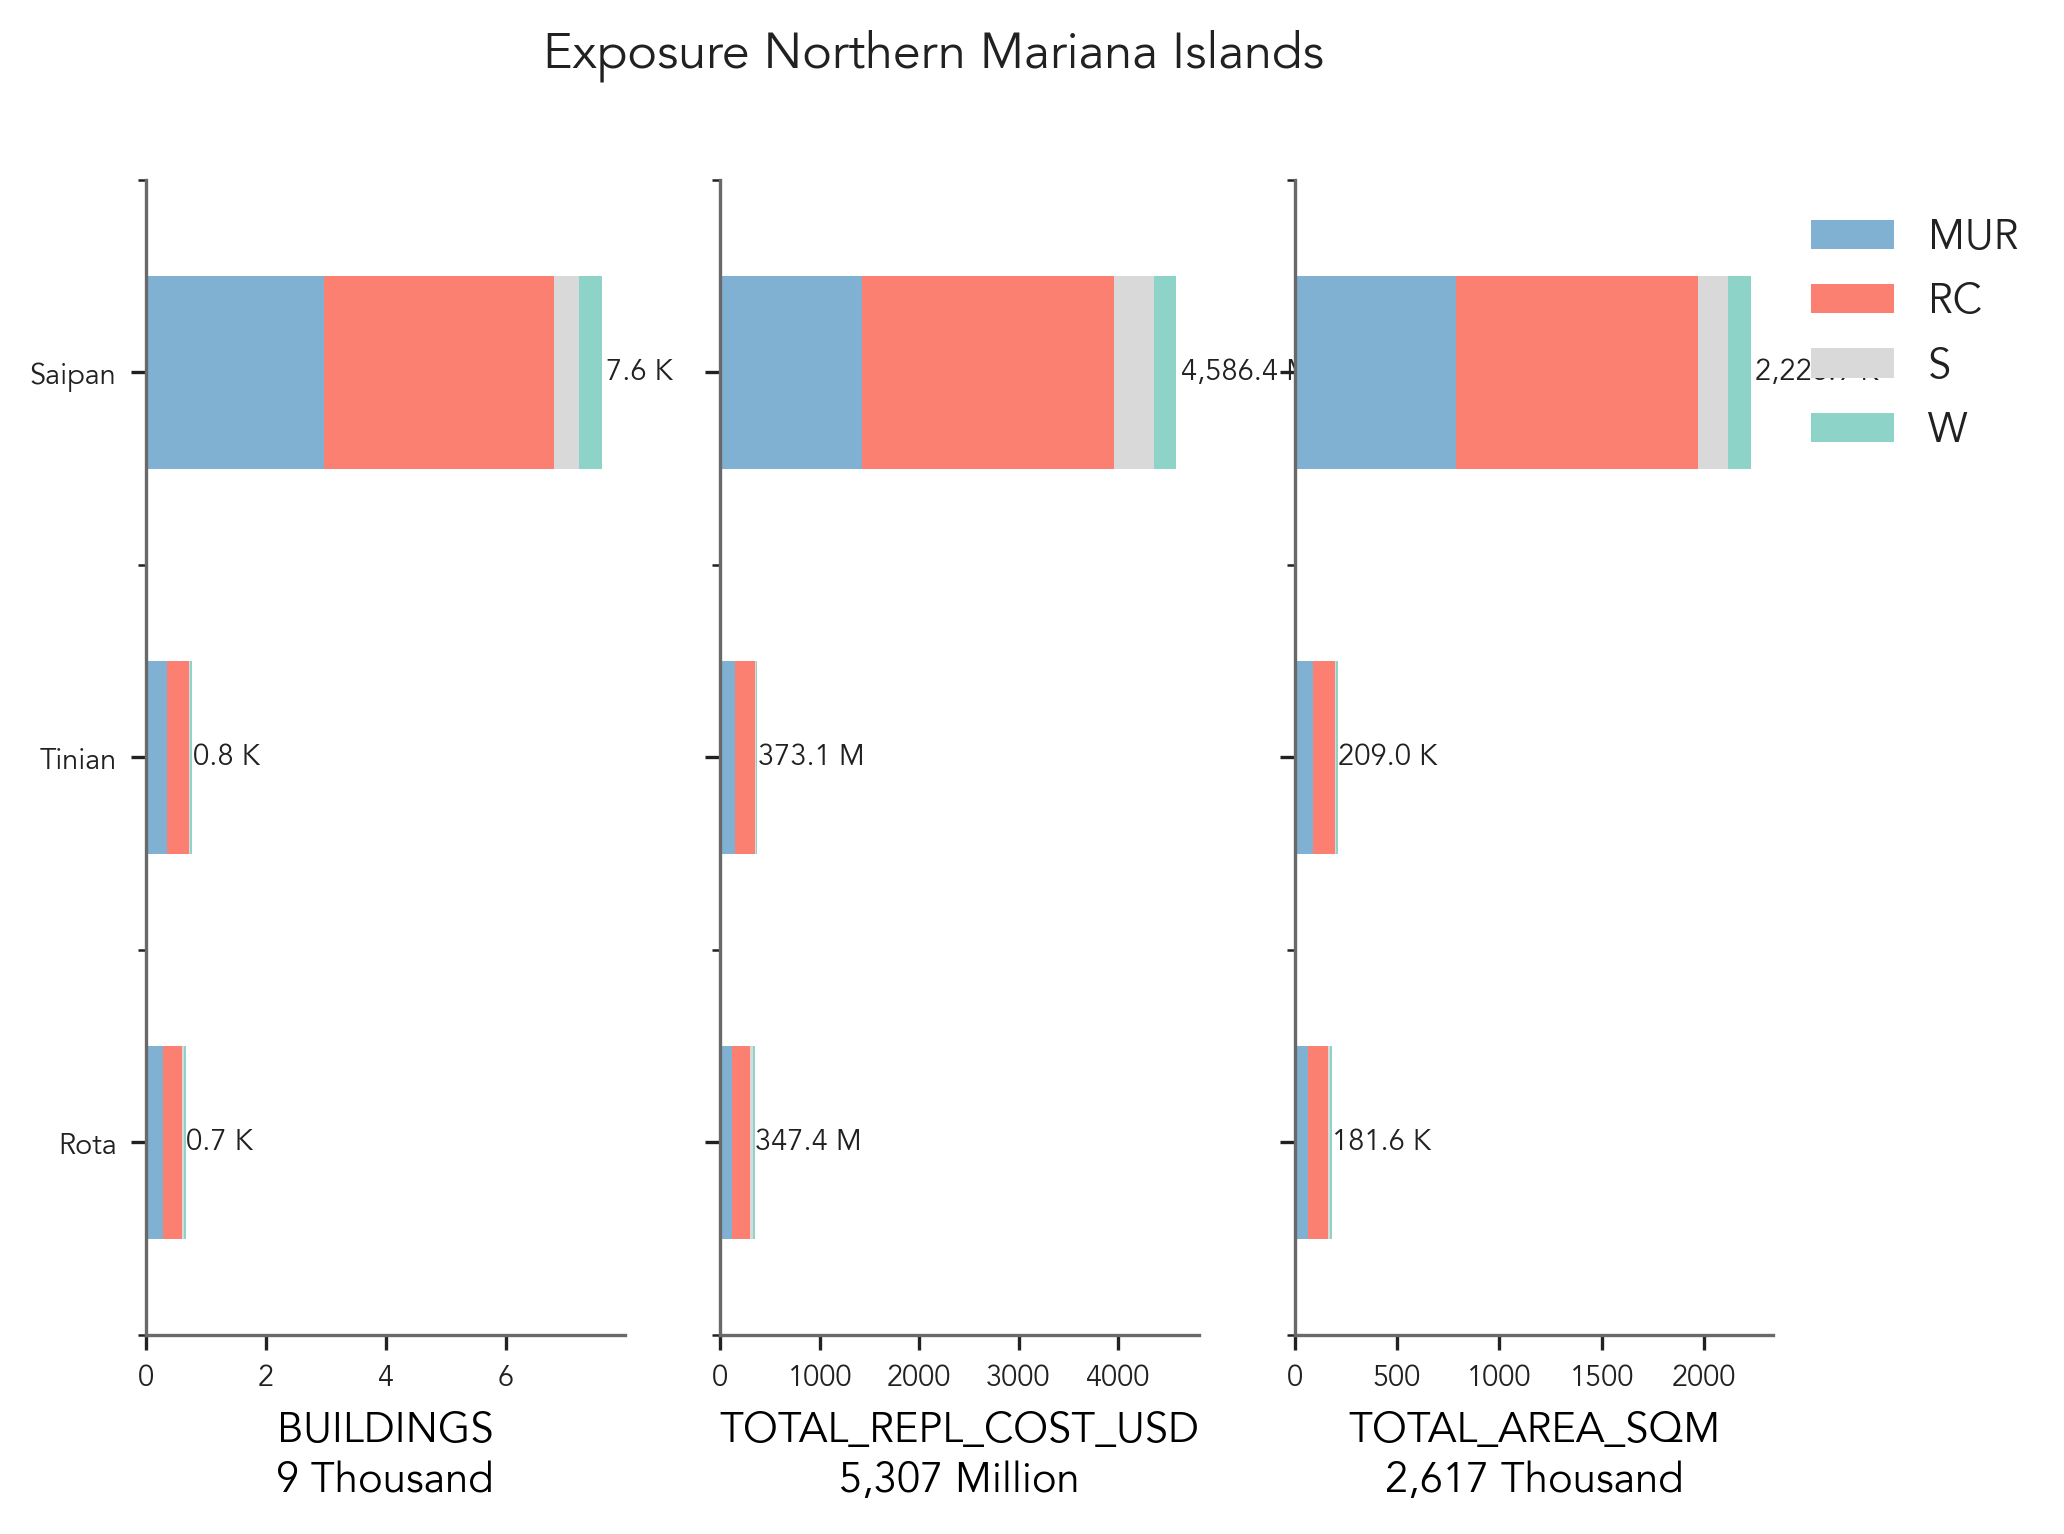 Exposure Northern Mariana Islands
MUR
RC
S
W
Saipan
7.6 K
4,586.4
Tinian
0.8 K
373.1 M
209.0 K
Rota
0.7 K
347.4 M
181.6 K
0 2 4 6
0 1000 2000 3000 4000
0 500 1000 1500 2000
BUILDINGS
9 Thousand
TOTAL_REPL_COST_USD
5,307 Million
TOTAL_AREA_SQM
2,617 Thousand